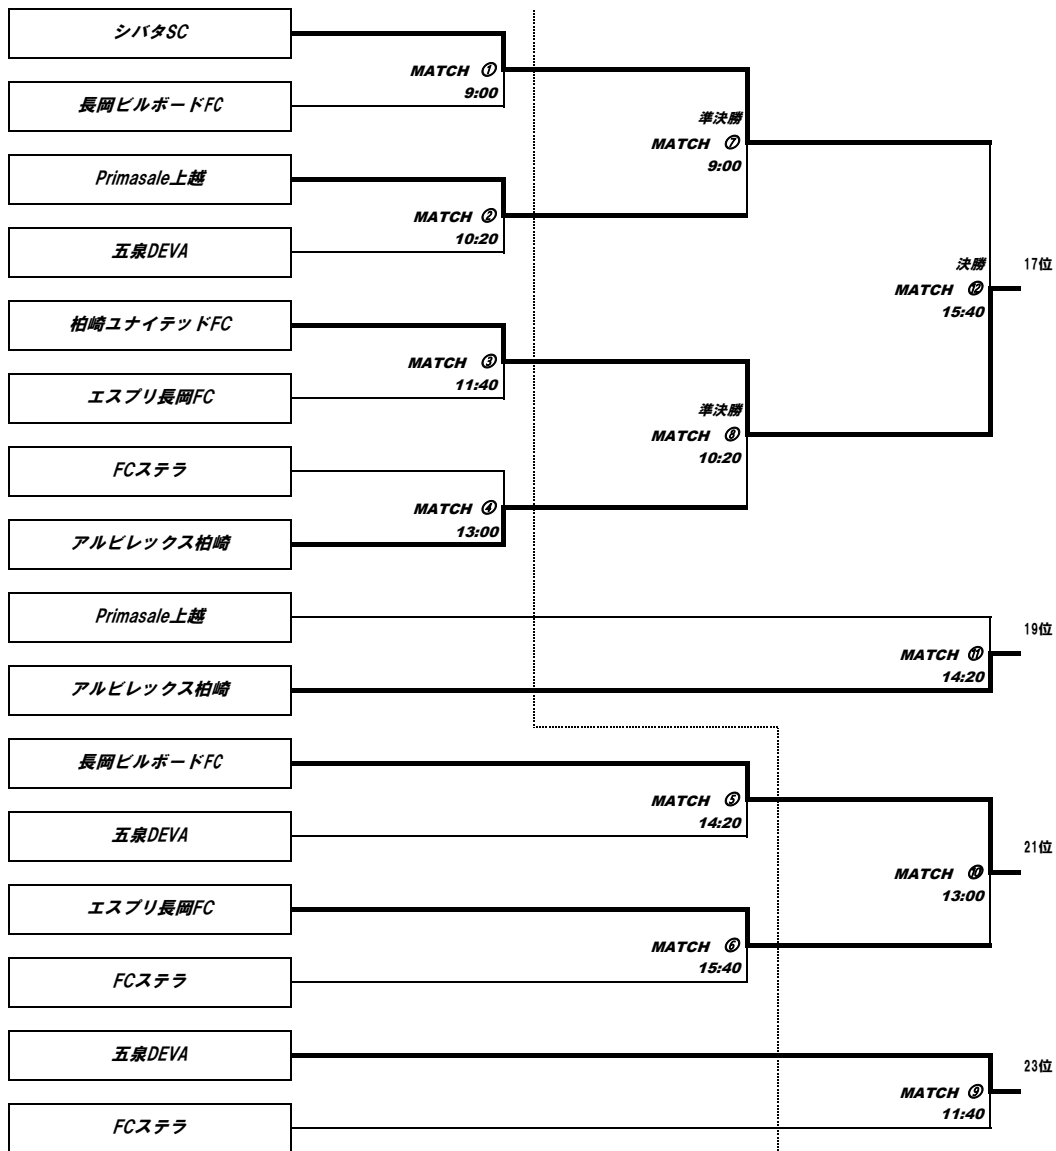 シバタSC
MATCH ①
9:00
長岡ビルボードFC
準決勝
MATCH ⑦
9:00
Primasale上越
MATCH ②
10:20
五泉DEVA
決勝
17位
MATCH ⑫
15:40
柏崎ユナイテッドFC
MATCH ③
11:40
エスプリ長岡FC
準決勝
MATCH ⑧
10:20
FCステラ
MATCH ④
13:00
アルビレックス柏崎
Primasale上越
19位
MATCH ⑪
14:20
アルビレックス柏崎
長岡ビルボードFC
MATCH ⑤
14:20
五泉DEVA
21位
MATCH ⑩
13:00
エスプリ長岡FC
MATCH ⑥
15:40
FCステラ
五泉DEVA
23位
MATCH ⑨
11:40
FCステラ